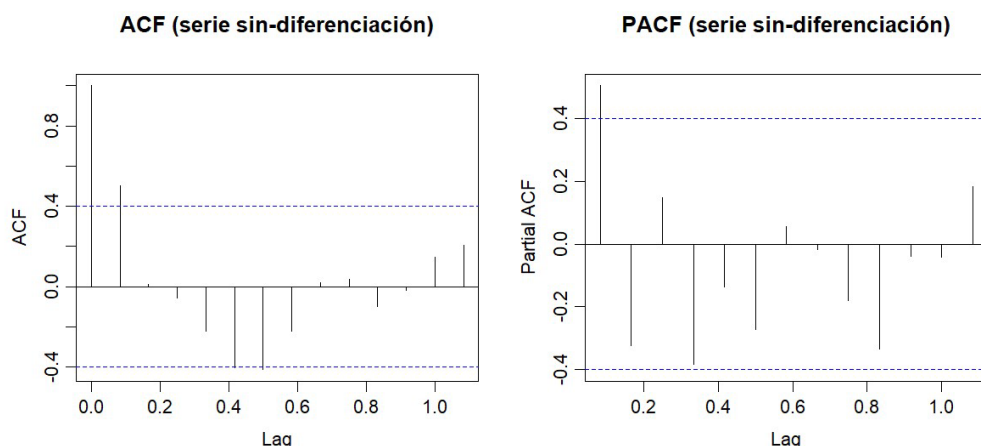 ACF (serie sin-diferenciación)
ACF
0.8
0.4
0.0
-0.4
0.0 0.2 0.4 0.6 0.8 1.0
Lag
PACF (serie sin-diferenciación)
Partial ACF
0.4
0.2
0.0
-0.2
-0.4
0.2 0.4 0.6 0.8 1.0
Lag